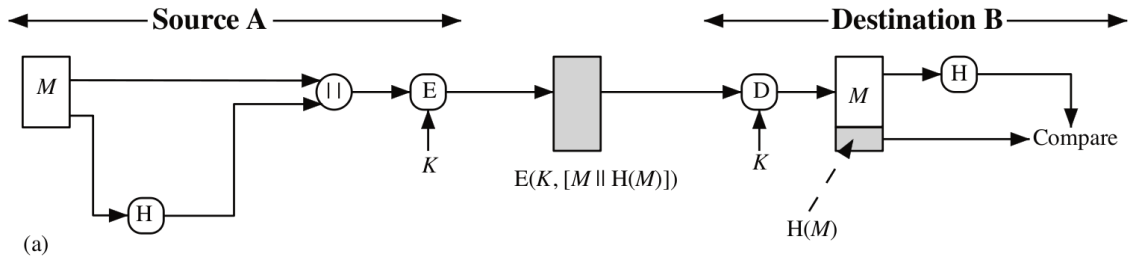 Source A
Destination B
M
||
E
D
M
H
K
K
Compare
E(K, [M || H(M)])
H
H(M)
(a)